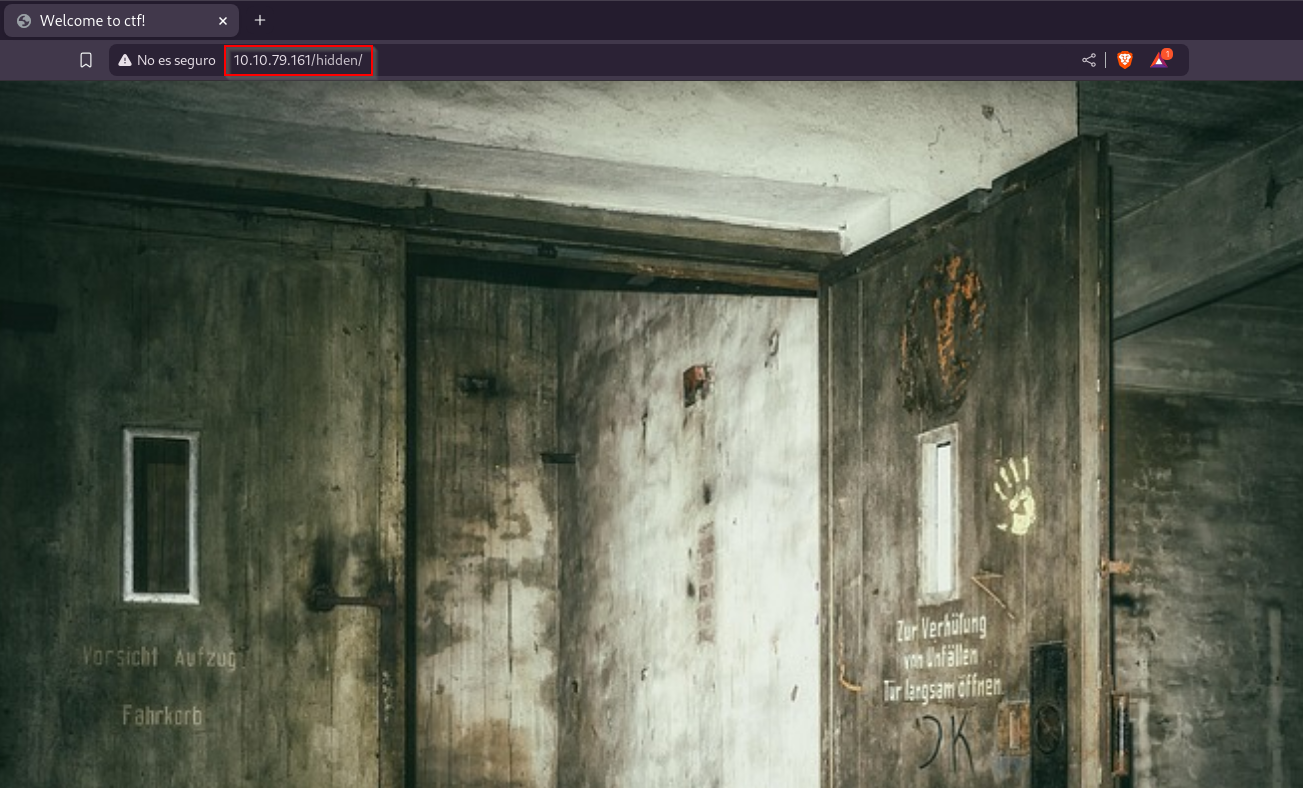 Welcome to ctf!
No es seguro
10.10.79.161/hidden/
1
Vorsicht Aufzug
Fahrkorb
Zur Verhütung
von Unfällen
Tür langsam öffnen
JK